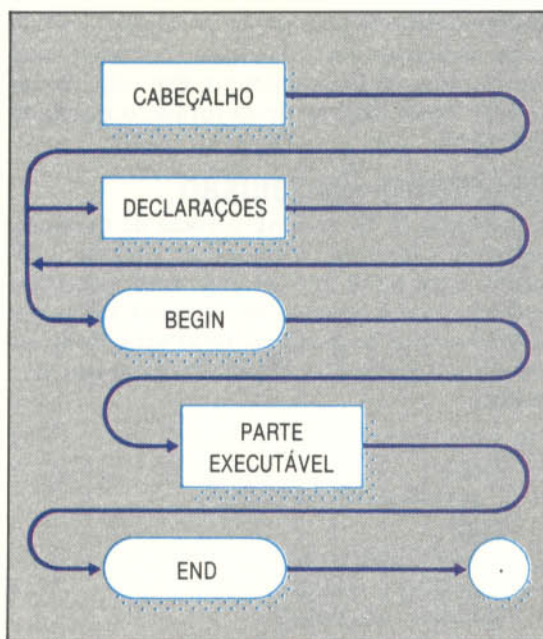 CABEÇALHO
DECLARAÇÕES
BEGIN
PARTE
EXECUTÁVEL
END
.